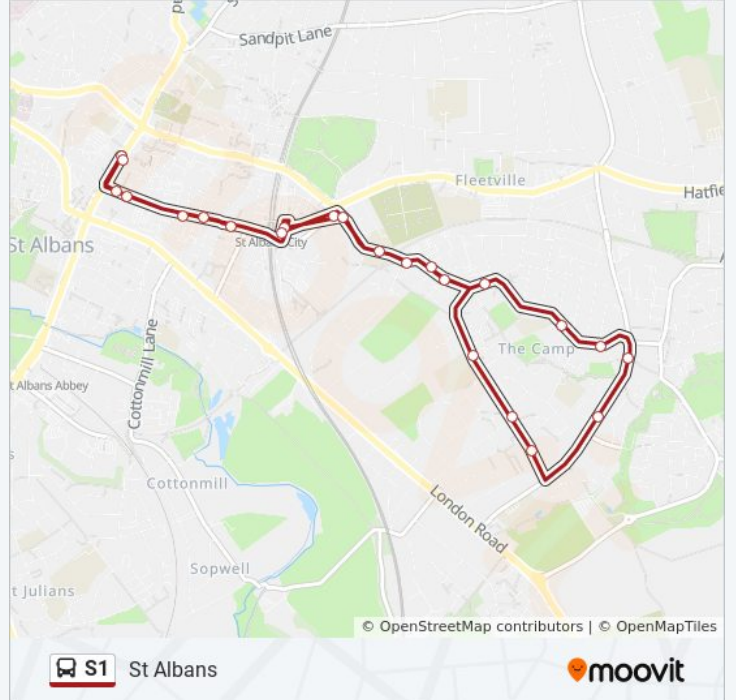 Sandpit Lane
Fleetville
Hatfie
St Albans
St Alba City
The Camp
t Albans Abbey
Cottonmill Lane
Cottonmill
London Road
Sopwell
t Julians
© OpenStreetMap contributors | © OpenMapTiles
S1 St Albans
moovit